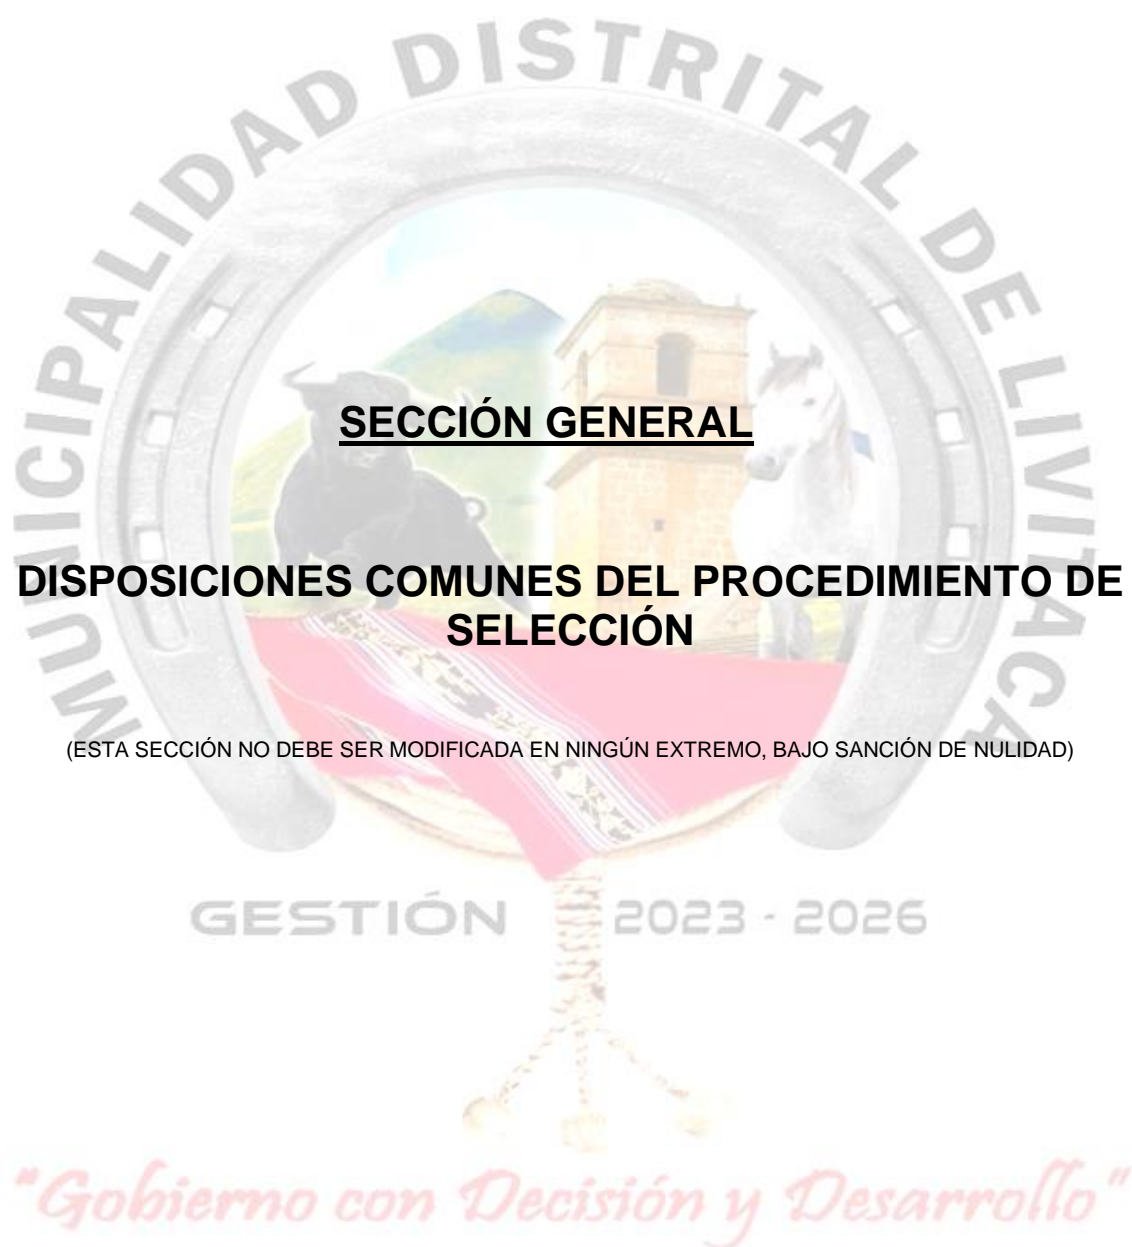 MUNICIPALIDAD DISTRITAL DE LIVITACA
SECCIÓN GENERAL
DISPOSICIONES COMUNES DEL PROCEDIMIENTO DE
SELECCIÓN
(ESTA SECCIÓN NO DEBE SER MODIFICADA EN NINGÚN EXTREMO, BAJO SANCIÓN DE NULIDAD)
GESTIÓN 2023 - 2026
"Gobierno con Decisión y Desarrollo"